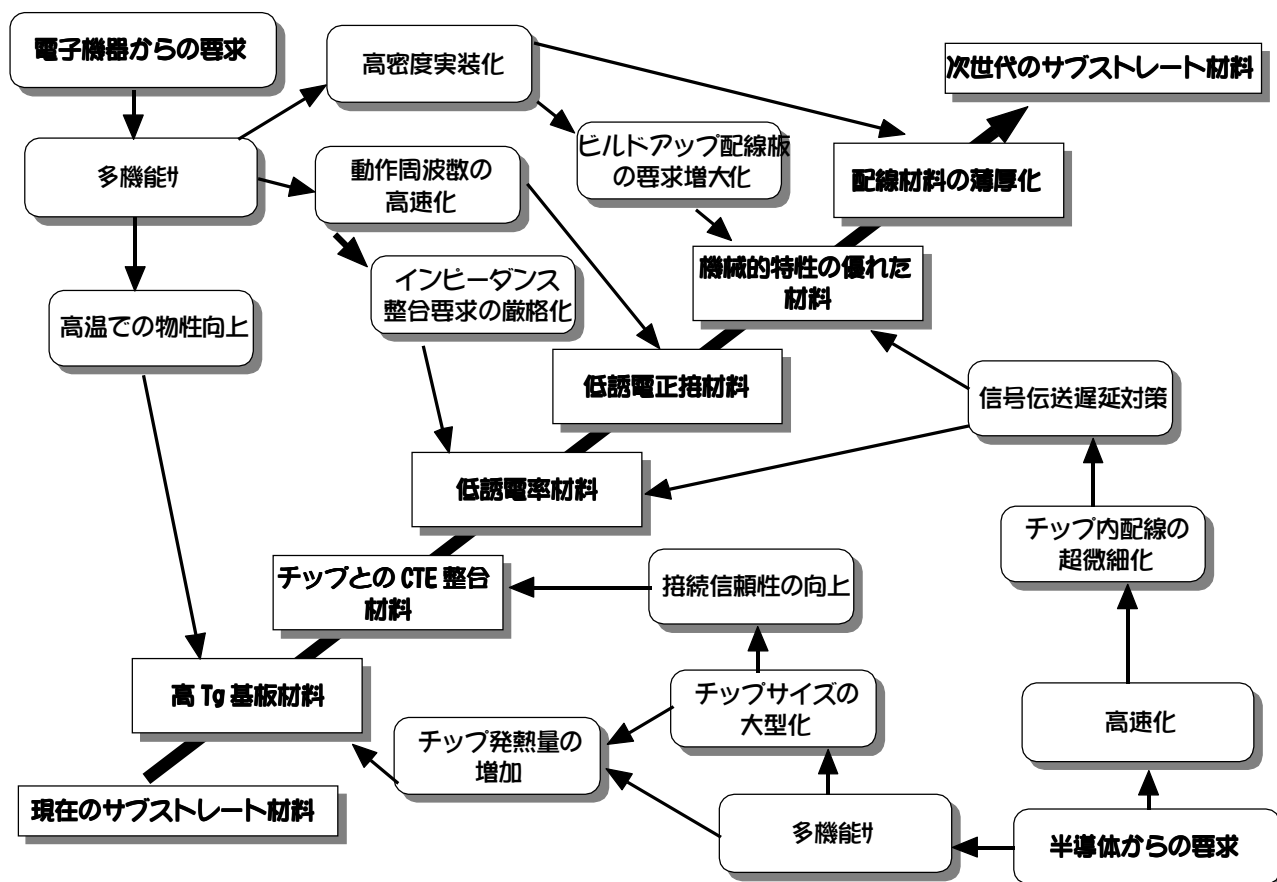 電子機器からの要求
高密度実装化
次世代のサブストレート材料
多機能ｻ
動作周波数の
高速化
ビルドアップ配線板
の要求増大化
配線材料の薄厚化
高温での物性向上
インピーダンス
整合要求の厳格化
機械的特性の優れた
材料
低誘電正接材料
信号伝送遅延対策
低誘電率材料
チップ内配線の
超微細化
チップとの CTE 整合
材料
接続信頼性の向上
高 Tg 基板材料
チップサイズの
大型化
高速化
チップ発熱量の
増加
現在のサブストレート材料
多機能ｻ
半導体からの要求